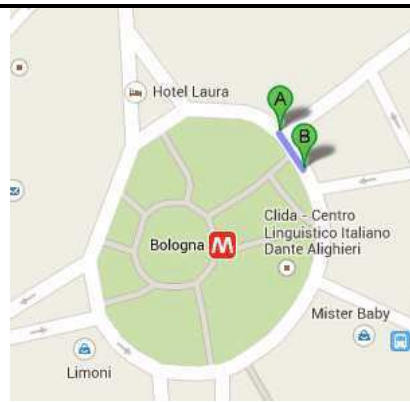 Hotel Laura
A
B
Clida - Centro
Linguistico Italiano
Dante Alighieri
Bologna M
Mister Baby
Limoni